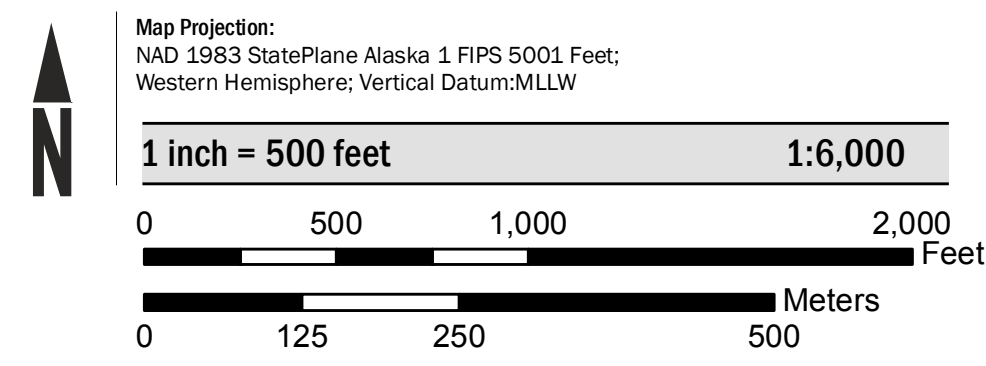 Map Projection:
NAD 1983 StatePlane Alaska 1 FIPS 5001 Feet;
Western Hemisphere; Vertical Datum:MLLW
N
1 inch = 500 feet 1:6,000
0 500 1,000 2,000
Feet
Meters
0 125 250 500